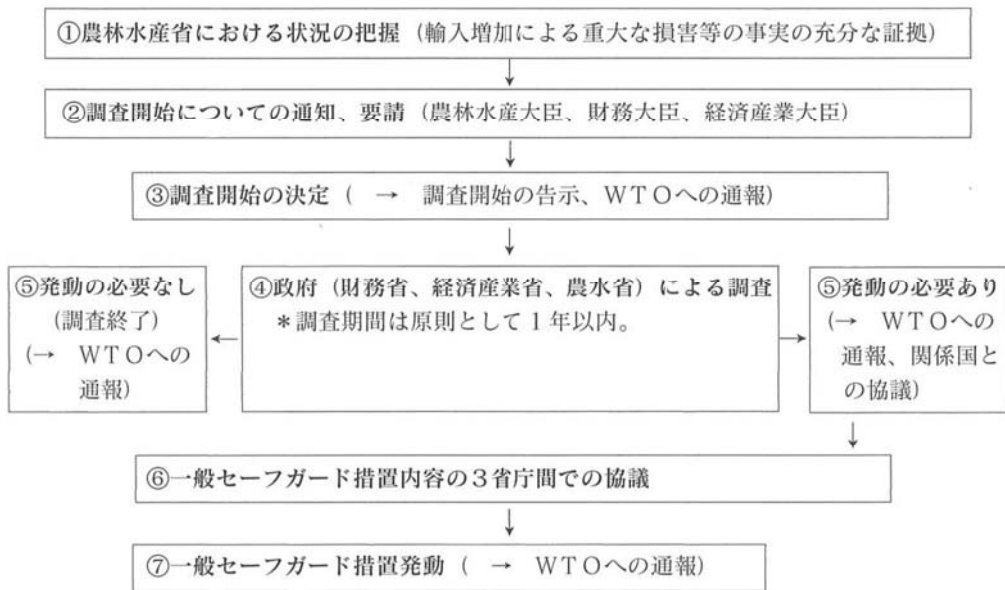 ①農林水産省における状況の把握（輸入増加による重大な損害等の事実の充分な証拠）
②調査開始についての通知、要請（農林水産大臣、財務大臣、経済産業大臣）
③調査開始の決定（　→　調査開始の告示、ＷＴＯへの通報）
⑤発動の必要なし
（調査終了）
（→　ＷＴＯへの
通報）
④政府（財務省、経済産業省、農水省）による調査
＊調査期間は原則として１年以内。
⑤発動の必要あり
（→　ＷＴＯへの
通報、関係国と
の協議）
⑥一般セーフガード措置内容の３省庁間での協議
⑦一般セーフガード措置発動（　→　ＷＴＯへの通報）